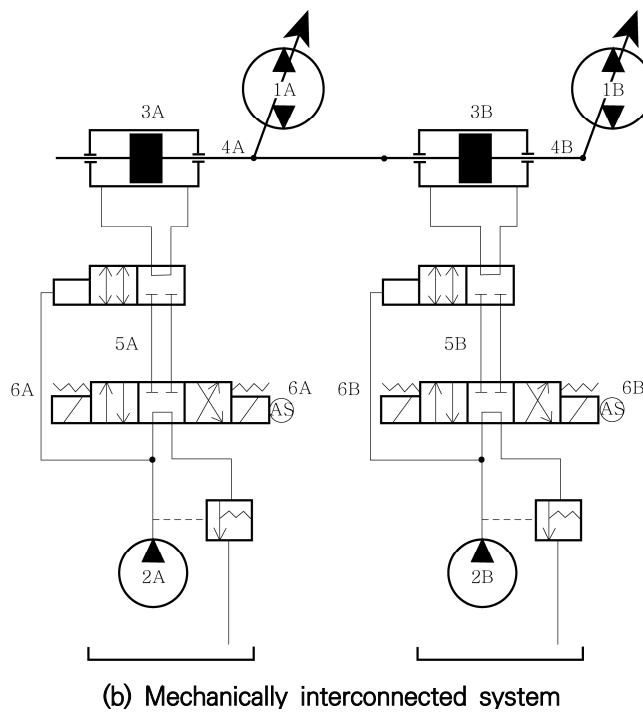 1A 1B
3A 3B
4A 4B
5A 5B
6A 6A 6B 6B
AS AS
2A 2B
(b) Mechanically interconnected system